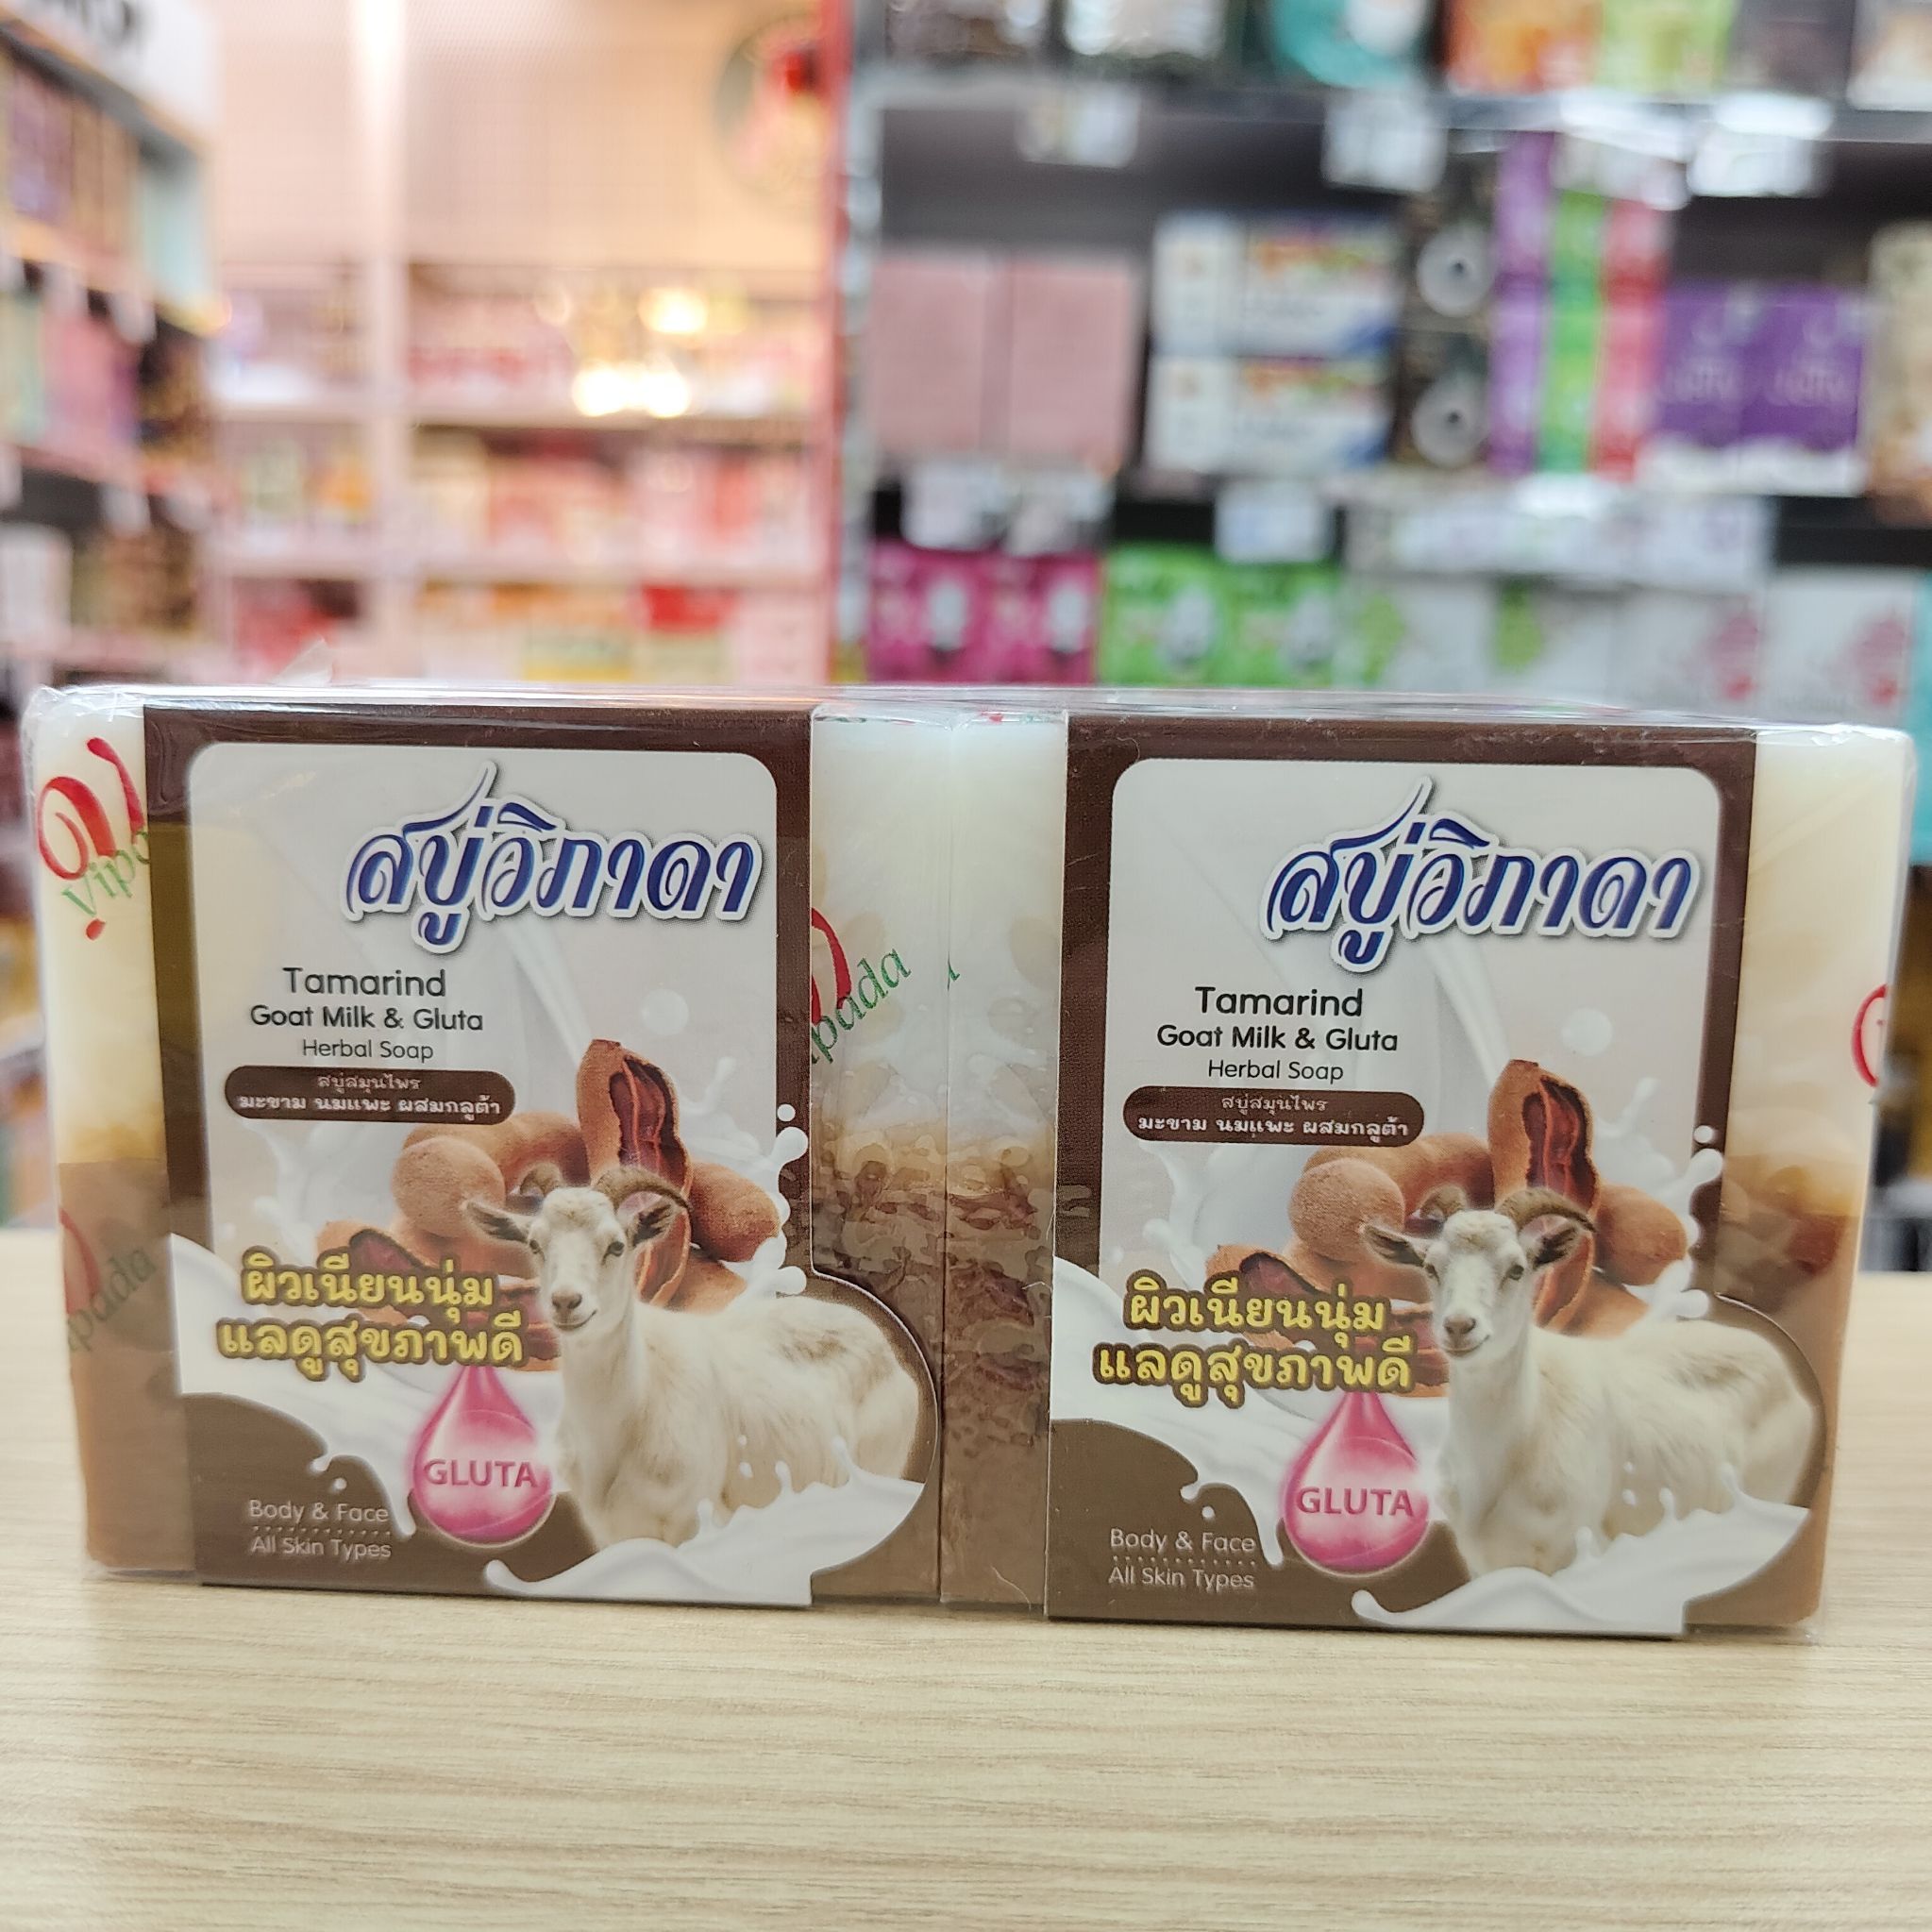 สบู่วิภาดา
Tamarind
Goat Milk & Gluta
Herbal Soap
สบู่สมุนไพร
มะขาม นมแพะ ผสมกลูต้า
ผิวเนียนนุ่ม
แลดูสุขภาพดี
GLUTA
Body & Face
All Skin Types
pada
สบู่วิภาดา
Tamarind
Goat Milk & Gluta
Herbal Soap
สบู่สมุนไพร
มะขาม นมแพะ ผสมกลูต้า
ผิวเนียนนุ่ม
แลดูสุขภาพดี
GLUTA
Body & Face
All Skin Types